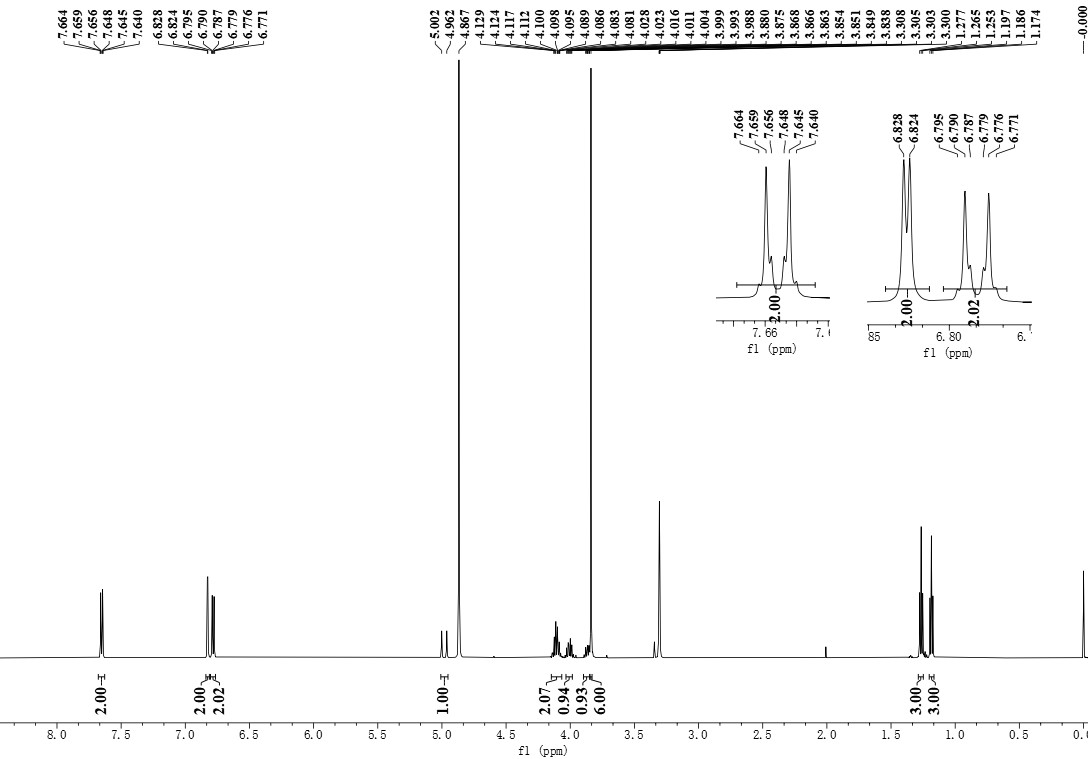 7.664 7.659 7.656 7.648 7.645 7.640 6.828 6.824 6.795 6.790 6.787 6.779 6.776 6.771 5.002 4.962 4.867 4.129 4.124 4.117 4.112 4.100 4.098 4.095 4.089 4.086 4.083 4.081 4.028 4.023 4.016 4.011 4.004 3.999 3.993 3.988 3.880 3.875 3.868 3.866 3.863 3.854 3.851 3.849 3.838 3.308 3.305 3.303 3.300 1.277 1.265 1.253 1.197 1.186 1.174 -0.000
7.664 7.659 7.656 7.648 7.645 7.640 6.828 6.824 6.795 6.790 6.787 6.779 6.776 6.771
2.00 2.00 2.02
7.66 85 6.80
f1 (ppm) f1 (ppm)
2.00 2.00 2.02 1.00 2.07 0.94 0.93 6.00 3.00 3.00
8.0 7.5 7.0 6.5 6.0 5.5 5.0 4.5 4.0 3.5 3.0 2.5 2.0 1.5 1.0 0.5 0.0
f1 (ppm)